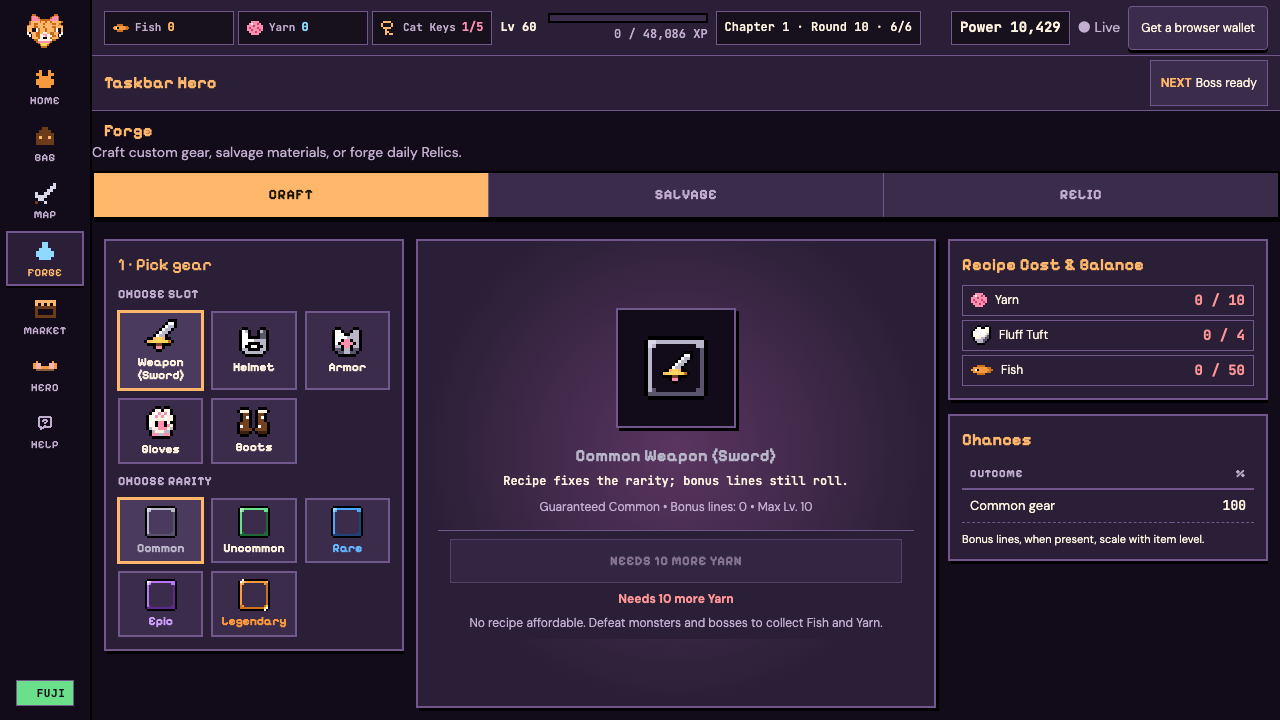 Fish 0
Yarn 0
Cat Keys 1/5
Lv 60
0 / 48,086 XP
Chapter 1 · Round 10 · 6/6
Power 10,429
Live
Get a browser wallet
HOME
BAG
MAP
FORGE
MARKET
HERO
HELP
FUJI
Taskbar Hero
NEXT Boss ready
Forge
Craft custom gear, salvage materials, or forge daily Relics.
CRAFT
SALVAGE
RELIC
1 · Pick gear
CHOOSE SLOT
Weapon
(Sword)
Helmet
Armor
Gloves
Boots
CHOOSE RARITY
Common
Uncommon
Rare
Epic
Legendary
Common Weapon (Sword)
Recipe fixes the rarity; bonus lines still roll.
Guaranteed Common • Bonus lines: 0 • Max Lv. 10
NEEDS 10 MORE YARN
Needs 10 more Yarn
No recipe affordable. Defeat monsters and bosses to collect Fish and Yarn.
Recipe Cost & Balance
Yarn 0 / 10
Fluff Tuft 0 / 4
Fish 0 / 50
Chances
OUTCOME %
Common gear 100
Bonus lines, when present, scale with item level.